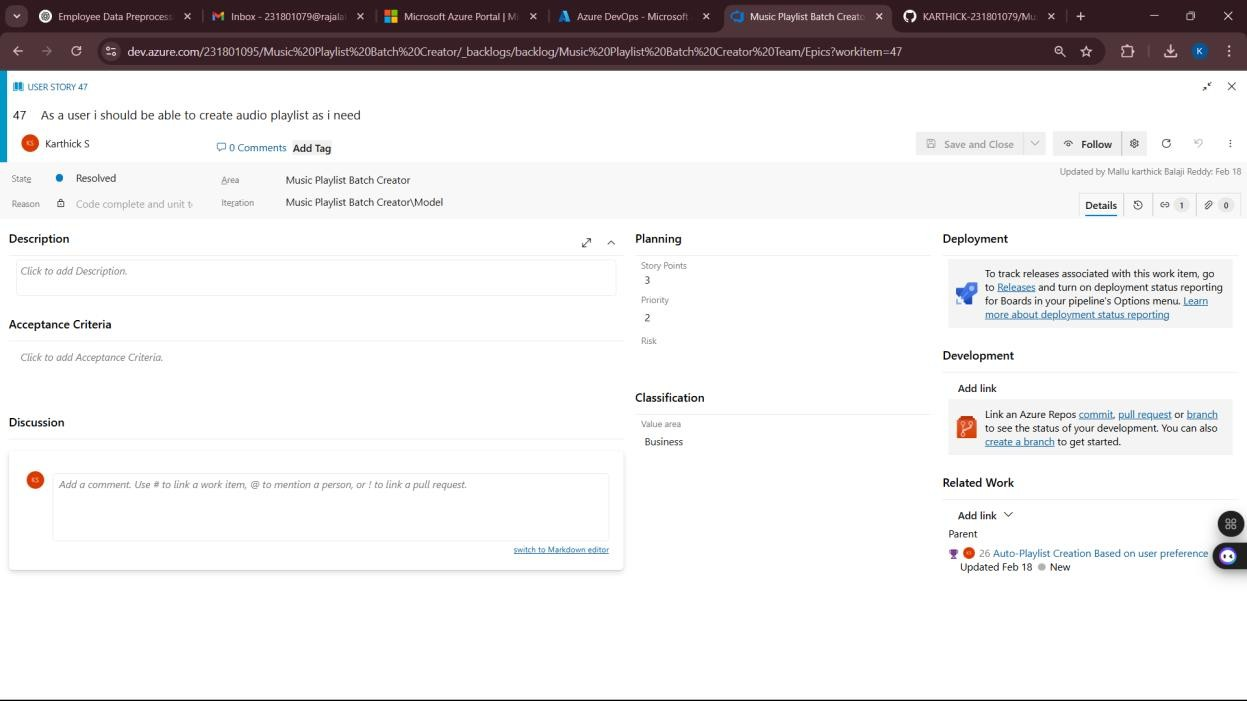 Employee Data Preprocess
Inbox - 231801079@rajalal
Microsoft Azure Portal | Mi
Azure DevOps - Microsoft
Music Playlist Batch Creato
KARTHICK-231801079/Mu
dev.azure.com/231801095/Music%20Playlist%20Batch%20Creator/_backlogs/backlog/Music%20Playlist%20Batch%20Creator%20Team/Epics?workitem=47
K
USER STORY 47
47 As a user i should be able to create audio playlist as i need
KS Karthick S
0 Comments Add Tag
Save and Close
Follow
State Resolved
Area Music Playlist Batch Creator
Updated by Mallu karthick Balaji Reddy: Feb 18
Reason Code complete and unit t
Iteration Music Playlist Batch Creator\Model
Details 1 0
Description
Click to add Description.
Acceptance Criteria
Click to add Acceptance Criteria.
Discussion
KS
Add a comment. Use # to link a work item, @ to mention a person, or ! to link a pull request.
switch to Markdown editor
Planning
Story Points
3
Priority
2
Risk
Classification
Value area
Business
Deployment
To track releases associated with this work item, go
to Releases and turn on deployment status reporting
for Boards in your pipeline's Options menu. Learn
more about deployment status reporting
Development
Add link
Link an Azure Repos commit, pull request or branch
to see the status of your development. You can also
create a branch to get started.
Related Work
Add link
Parent
KS 26 Auto-Playlist Creation Based on user preference
Updated Feb 18 New